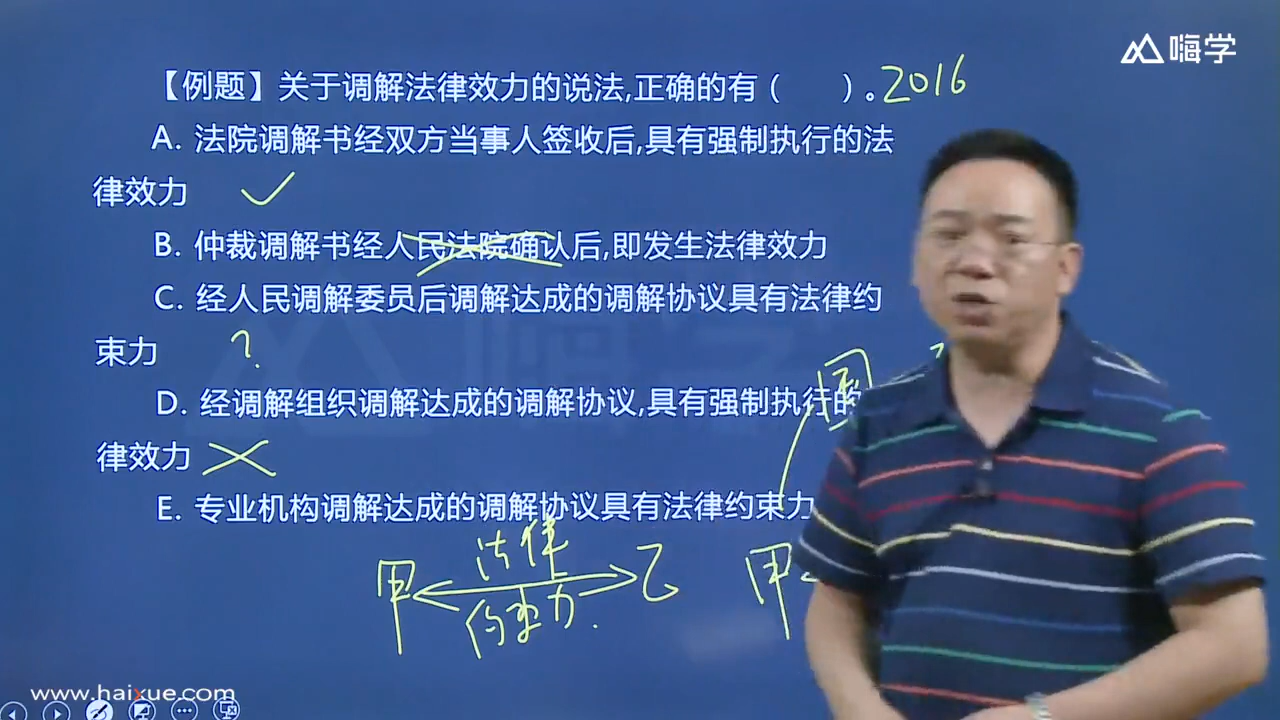 嗨学
【例题】关于调解法律效力的说法,正确的有（　　）。2016
A. 法院调解书经双方当事人签收后,具有强制执行的法
律效力
B. 仲裁调解书经人民法院确认后,即发生法律效力
C. 经人民调解委员后调解达成的调解协议具有法律约
束力 ?
国
D. 经调解组织调解达成的调解协议,具有强制执行的
律效力
E. 专业机构调解达成的调解协议具有法律约束力
法律
甲 乙 甲
约束力.
www.haixue.com